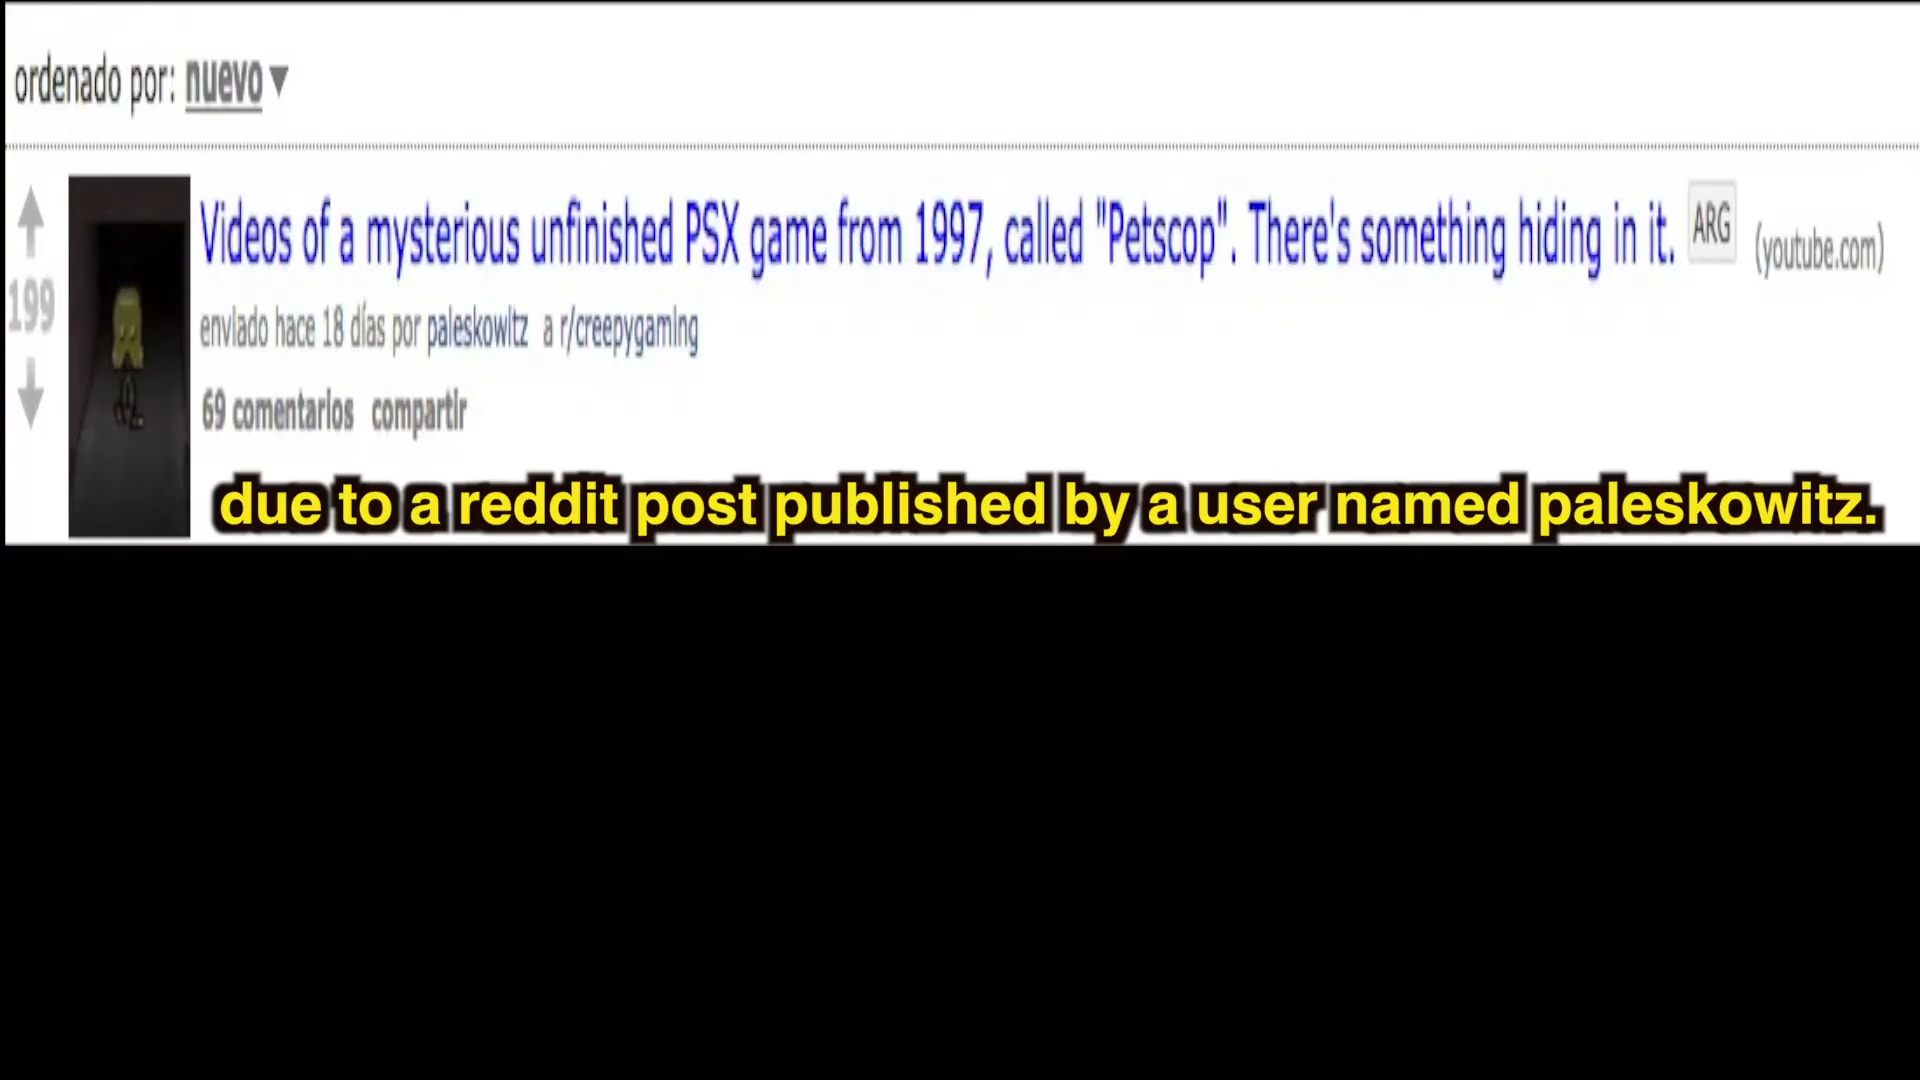 ordenado por: nuevo
Videos of a mysterious unfinished PSX game from 1997, called "Petscop". There's something hiding in it. ARG (youtube.com)
199
enviado hace 18 días por paleskowitz a r/creepygaming
69 comentarios compartir
due to a reddit post published by a user named paleskowitz.